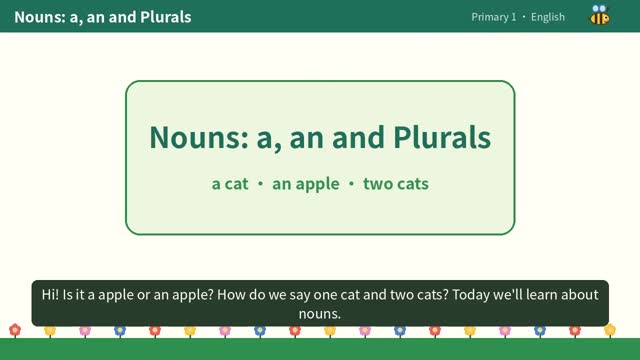 Nouns: a, an and Plurals
Primary 1 • English
Nouns: a, an and Plurals
a cat • an apple • two cats
Hi! Is it a apple or an apple? How do we say one cat and two cats? Today we'll learn about
nouns.